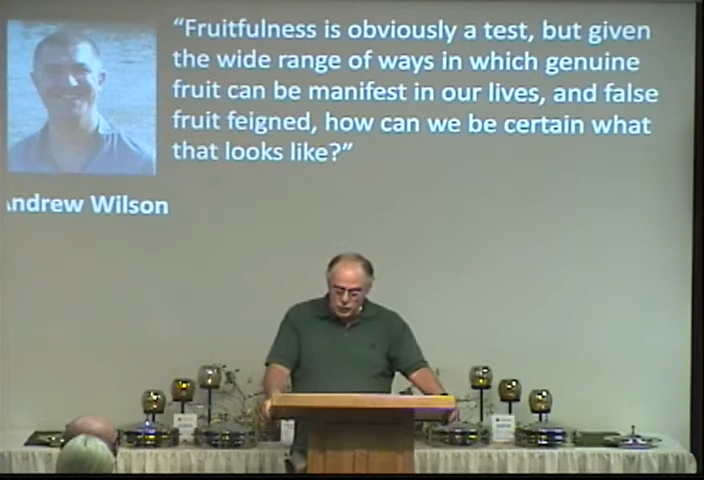 “Fruitfulness is obviously a test, but given
the wide range of ways in which genuine
fruit can be manifest in our lives, and false
fruit feigned, how can we be certain what
that looks like?”
Andrew Wilson